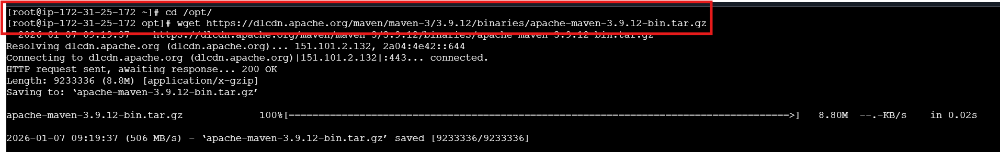 [root@ip-172-31-25-172 ~]# cd /opt/
[root@ip-172-31-25-172 opt]# wget https://dlcdn.apache.org/maven/maven-3/3.9.12/binaries/apache-maven-3.9.12-bin.tar.gz
2026-01-07 09:19:37 https://dlcdn.apache.org/maven/maven-3/3.9.12/binaries/apache-maven-3.9.12-bin.tar.gz
Resolving dlcdn.apache.org (dlcdn.apache.org)... 151.101.2.132, 2a04:4e42::644
Connecting to dlcdn.apache.org (dlcdn.apache.org)|151.101.2.132|:443... connected.
HTTP request sent, awaiting response... 200 OK
Length: 9233336 (8.8M) [application/x-gzip]
Saving to: ‘apache-maven-3.9.12-bin.tar.gz’
apache-maven-3.9.12-bin.tar.gz 100%[=====================================================================================>] 8.80M --.-KB/s in 0.02s
2026-01-07 09:19:37 (506 MB/s) - ‘apache-maven-3.9.12-bin.tar.gz’ saved [9233336/9233336]